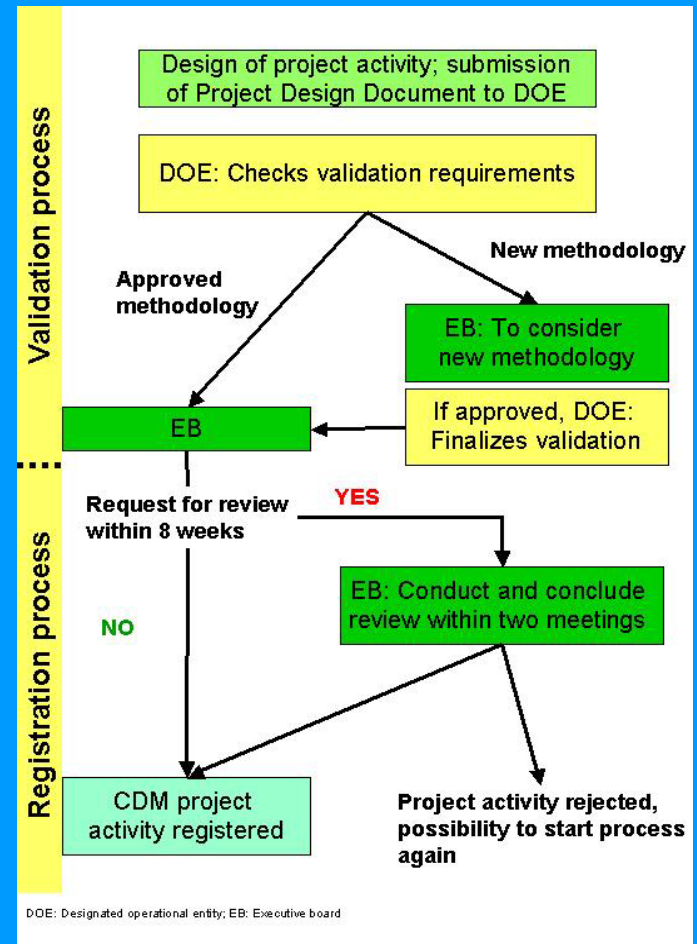 Validation process
Design of project activity; submission
of Project Design Document to DOE
DOE: Checks validation requirements
New methodology
Approved
methodology
EB: To consider
new methodology
If approved, DOE:
Finalizes validation
EB
Registration process
Request for review
within 8 weeks
YES
EB: Conduct and conclude
review within two meetings
NO
CDM project
activity registered
Project activity rejected,
possibility to start process
again
DOE: Designated operational entity; EB: Executive board